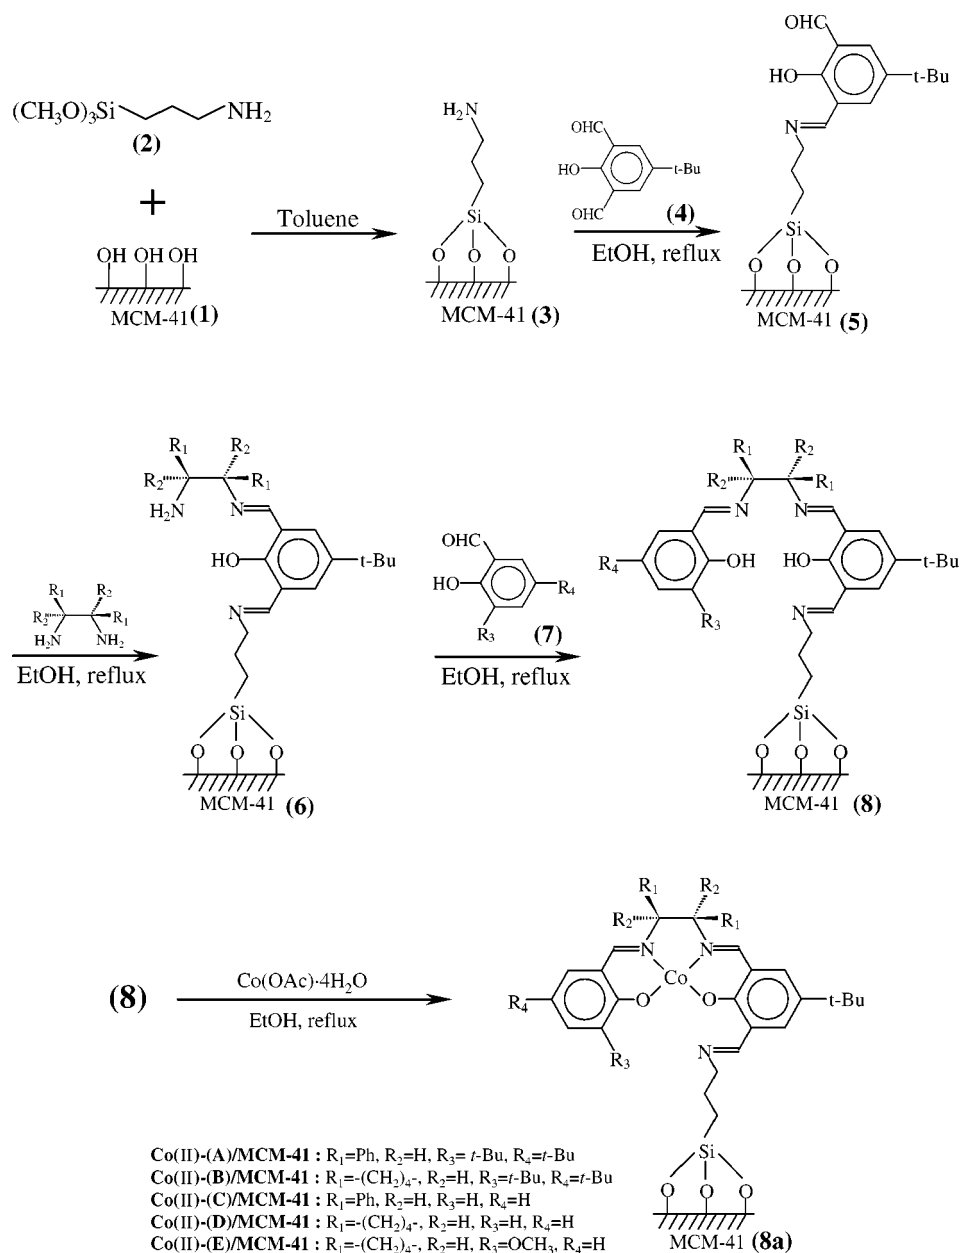 OHC
HO
t-Bu
N
(CH₃O)₃Si NH₂
(2)
+
OH OH OH
MCM-41 (1)
Toluene
H₂N
Si
O O O
MCM-41 (3)
OHC
HO
t-Bu
OHC
(4)
EtOH, reflux
Si
O O O
MCM-41 (5)
R₁ R₂
R₂ R₁
H₂N NH₂
EtOH, reflux
R₁ R₂
R₂ R₁
H₂N N
HO
t-Bu
N
Si
O O O
MCM-41 (6)
OHC
HO
R₄
R₃
(7)
EtOH, reflux
R₁ R₂
R₂ R₁
N N
R₄ OH HO t-Bu
R₃
N
Si
O O O
MCM-41 (8)
(8)
Co(OAc)·4H₂O
EtOH, reflux
R₁ R₂
R₂ R₁
N N
Co
R₄ O O t-Bu
R₃
N
Si
O O O
MCM-41 (8a)
Co(II)-(A)/MCM-41 : R₁=Ph, R₂=H, R₃= t-Bu, R₄=t-Bu
Co(II)-(B)/MCM-41 : R₁=-(CH₂)₄-, R₂=H, R₃=t-Bu, R₄=t-Bu
Co(II)-(C)/MCM-41 : R₁=Ph, R₂=H, R₃=H, R₄=H
Co(II)-(D)/MCM-41 : R₁=-(CH₂)₄-, R₂=H, R₃=H, R₄=H
Co(II)-(E)/MCM-41 : R₁=-(CH₂)₄-, R₂=H, R₃=OCH₃, R₄=H